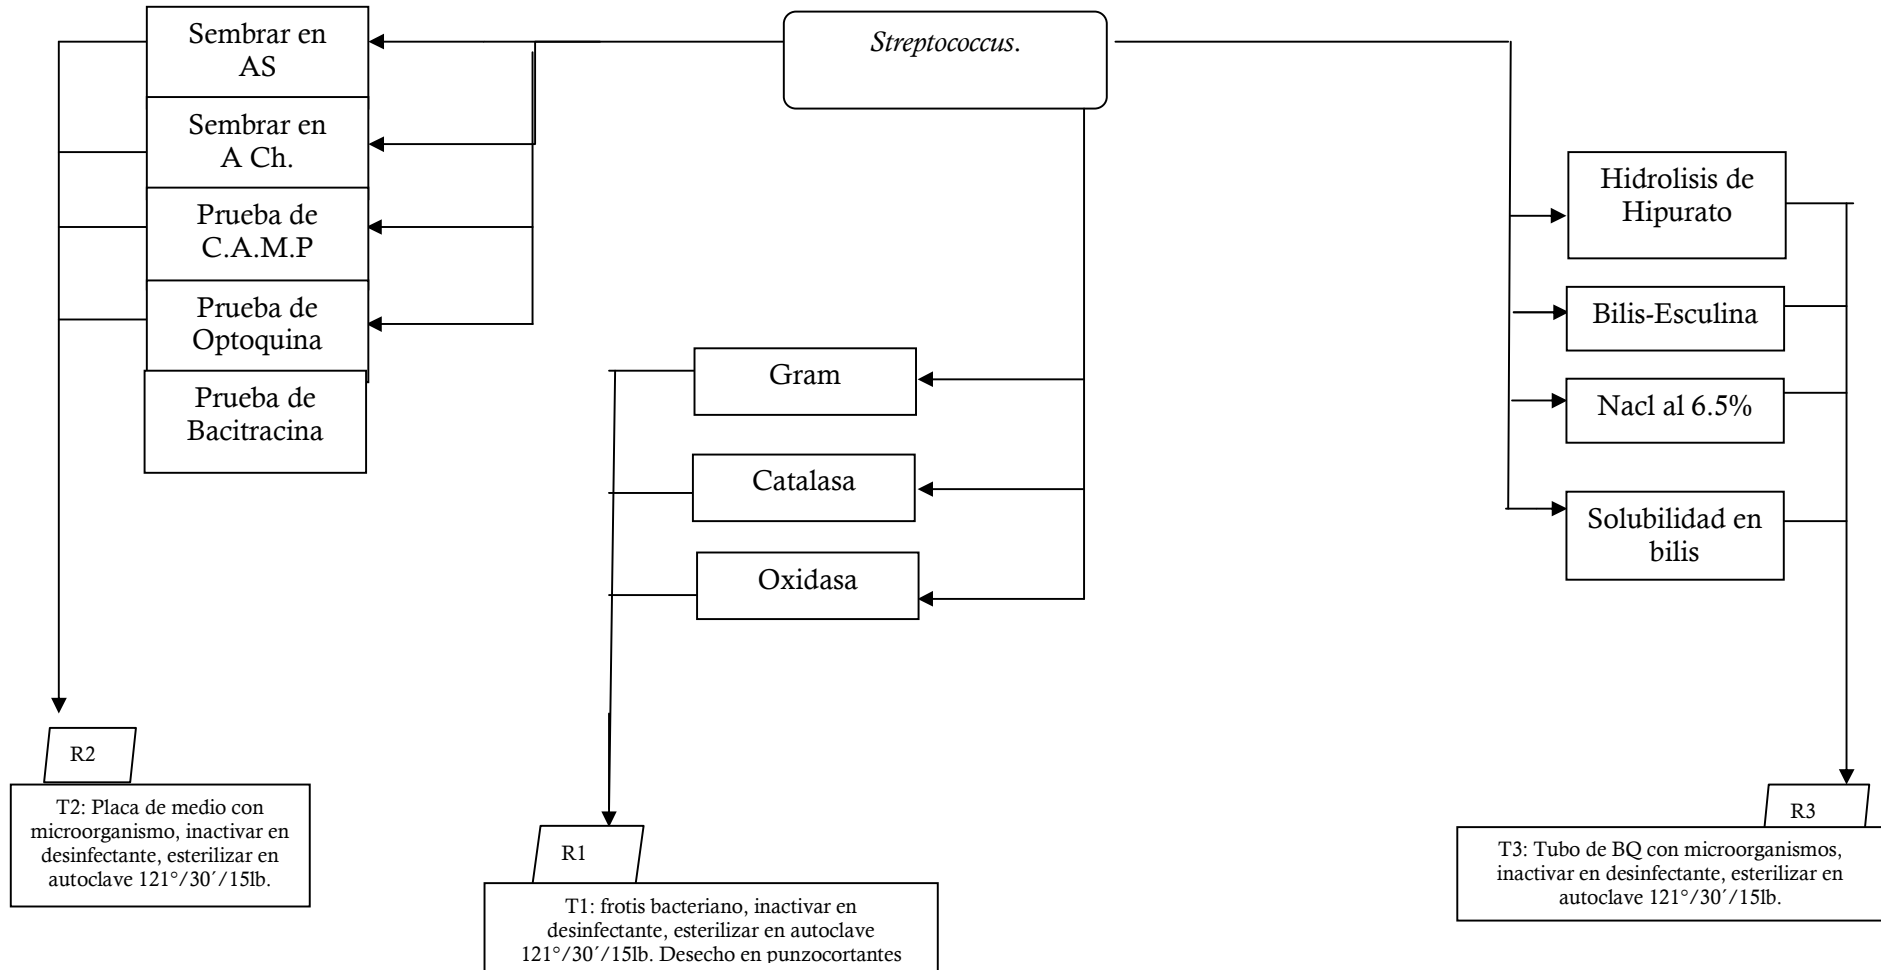 Streptococcus.
Sembrar en
AS
Sembrar en
A Ch.
Prueba de
C.A.M.P
Prueba de
Optoquina
Prueba de
Bacitracina
Gram
Catalasa
Oxidasa
Hidrolisis de
Hipurato
Bilis-Esculina
Nacl al 6.5%
Solubilidad en
bilis
R2
T2: Placa de medio con
microorganismo, inactivar en
desinfectante, esterilizar en
autoclave 121°/30´/15lb.
R1
T1: frotis bacteriano, inactivar en
desinfectante, esterilizar en autoclave
121°/30´/15lb. Desecho en punzocortantes
R3
T3: Tubo de BQ con microorganismos,
inactivar en desinfectante, esterilizar en
autoclave 121°/30´/15lb.